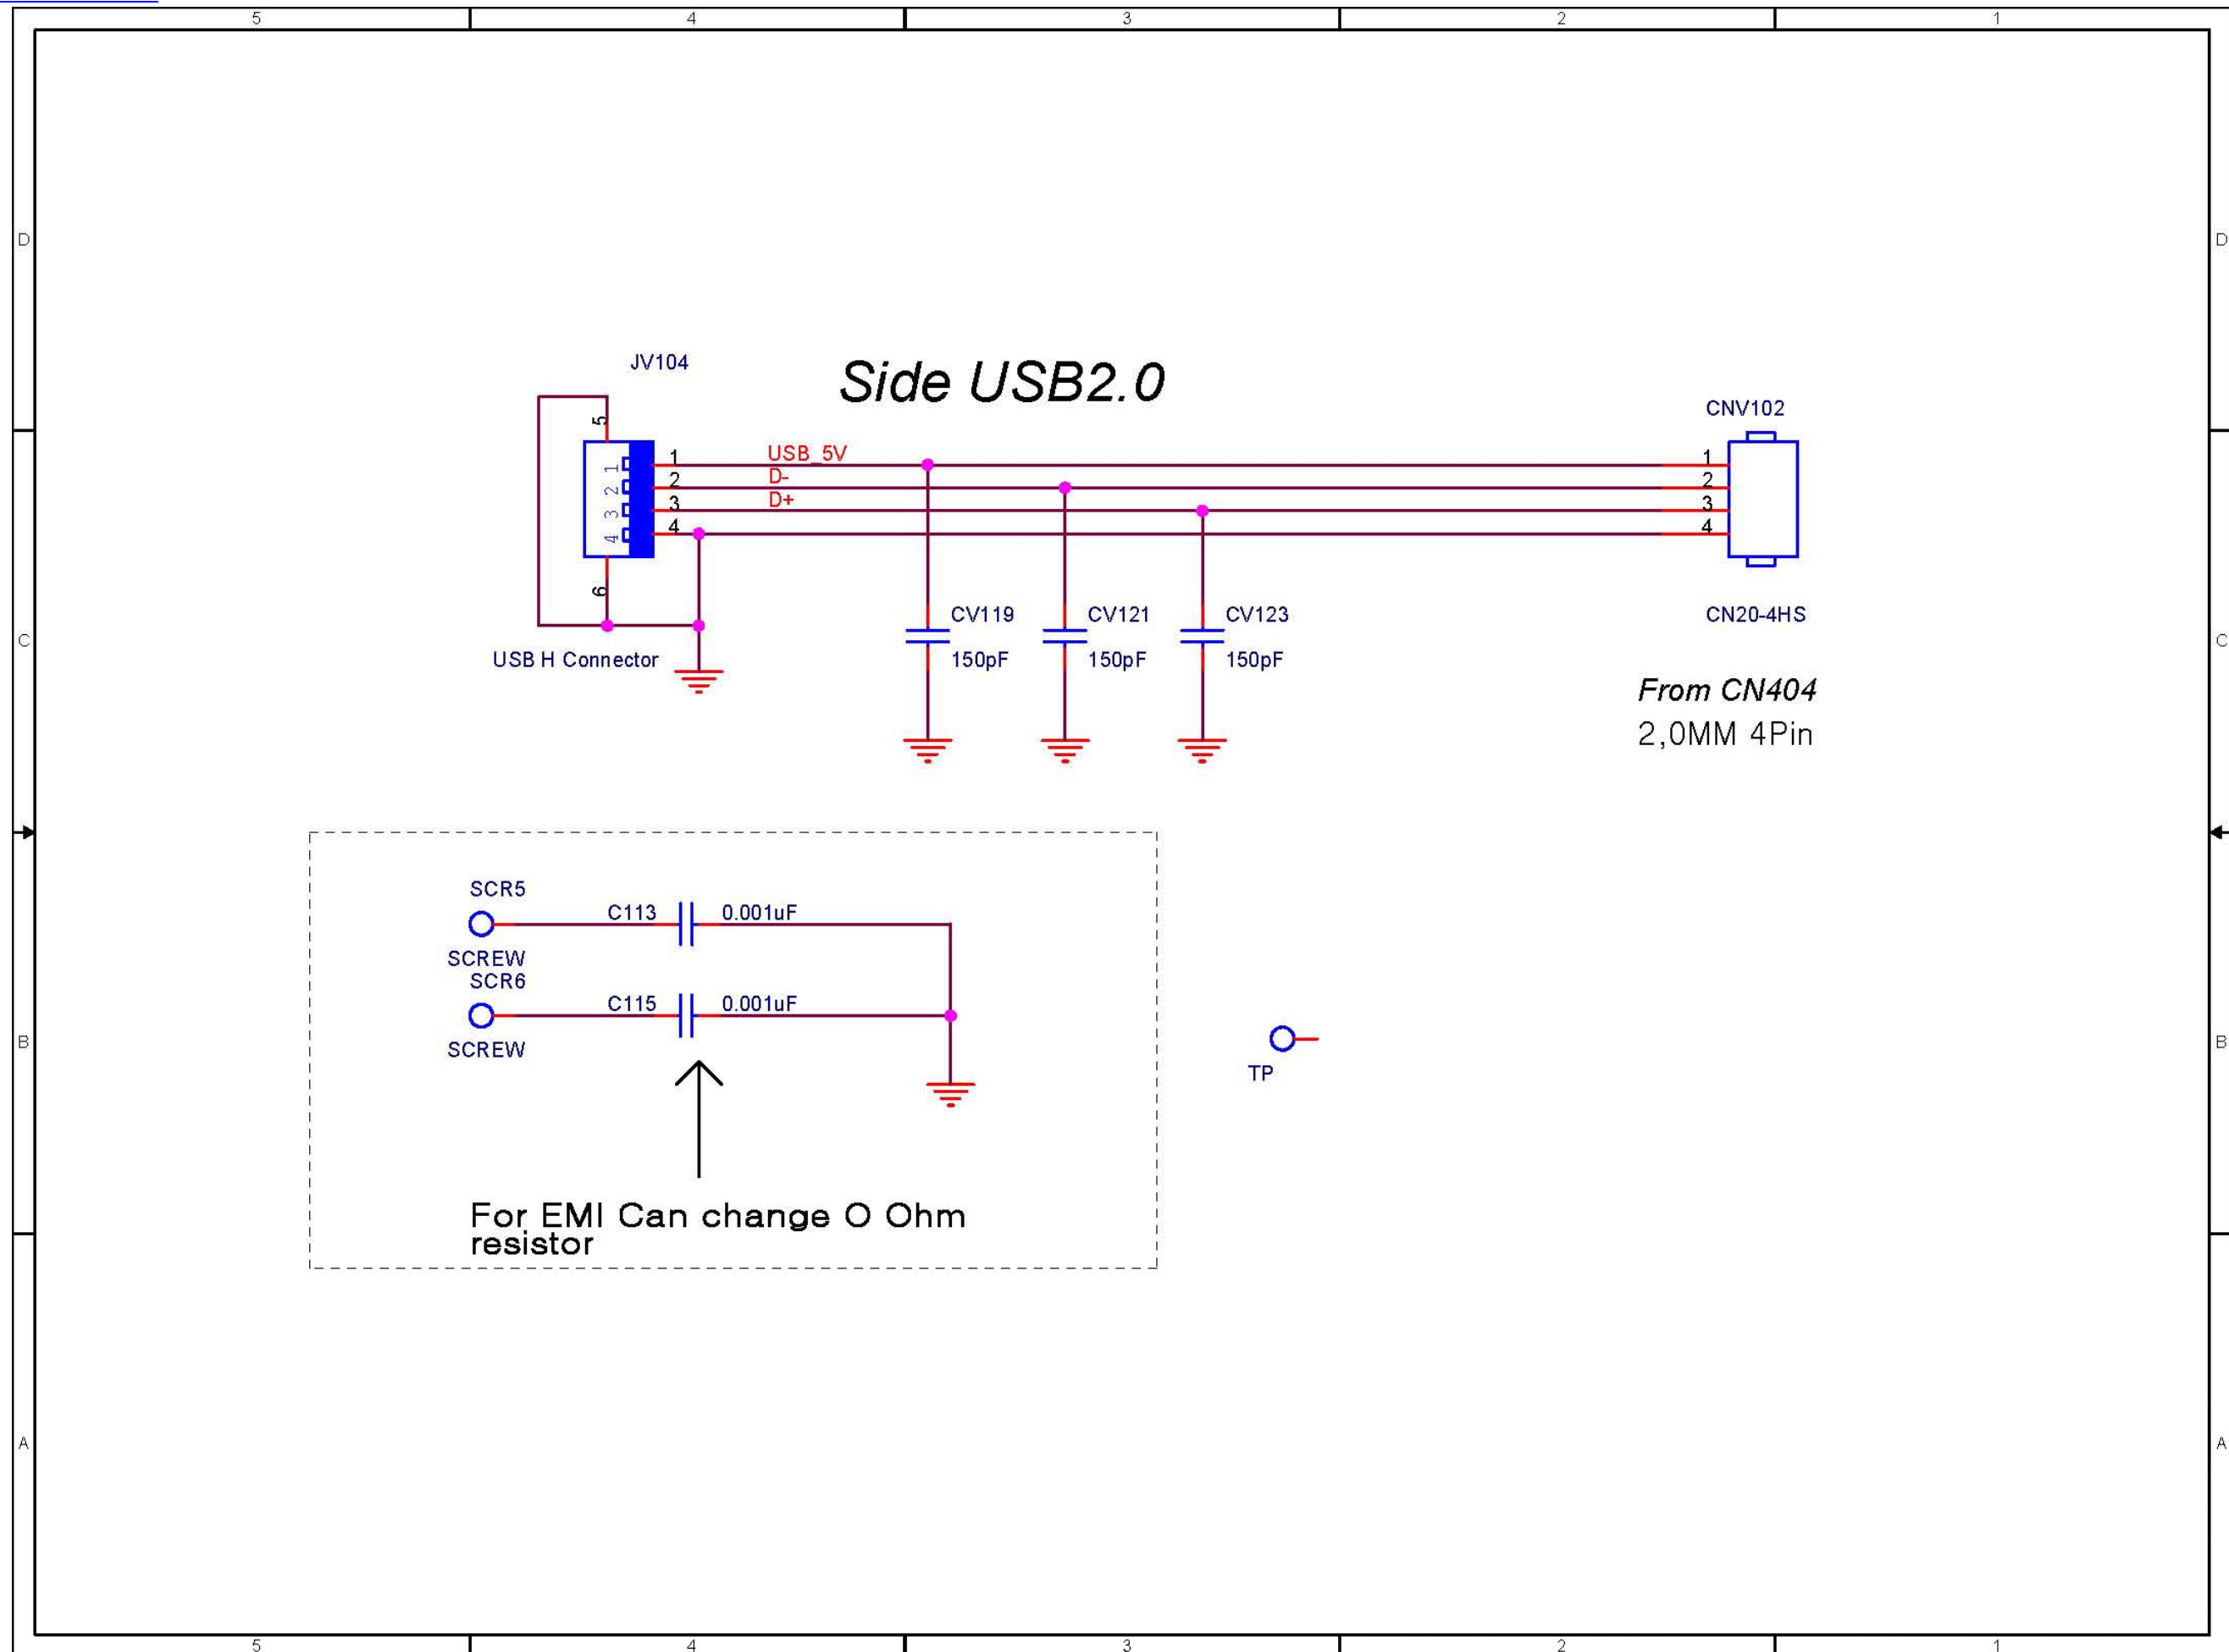 5 4 3 2 1
D D
JV104
Side USB2.0
CNV102
5
1 1 USB_5V 1
2 2 D- 2
3 3 D+ 3
4 4 4
6
CV119 CV121 CV123 CN20-4HS
C C
USB H Connector 150pF 150pF 150pF
From CN404
2,0MM 4Pin
SCR5
C113 0.001uF
SCREW
SCR6
C115 0.001uF
SCREW
B B
TP
For EMI Can change O Ohm
resistor
A A
5 4 3 2 1